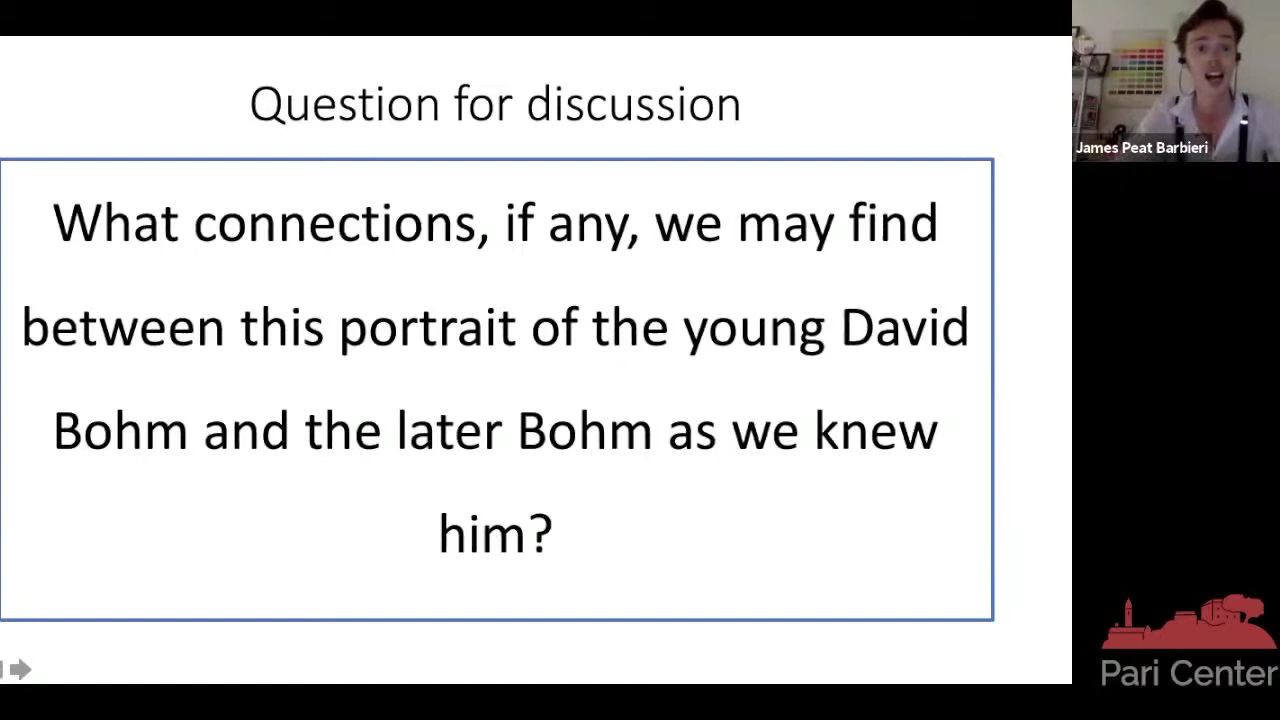 Question for discussion
What connections, if any, we may find
between this portrait of the young David
Bohm and the later Bohm as we knew
him?
James Peat Barbieri
Pari Center